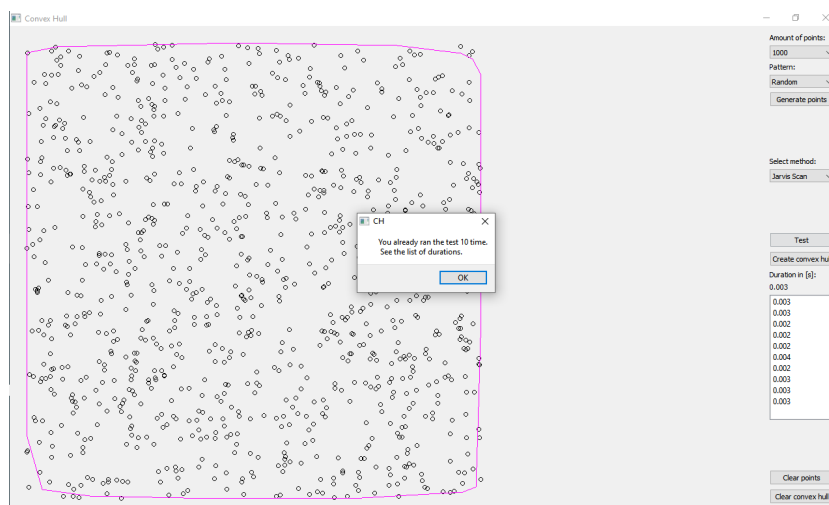 Convex Hull
Amount of points:
1000
Pattern:
Random
Generate points
Select method:
Jarvis Scan
CH
You already ran the test 10 time.
See the list of durations.
OK
Test
Create convex hul
Duration in [s]:
0.003
0.003
0.003
0.002
0.002
0.002
0.004
0.002
0.003
0.003
0.003
Clear points
Clear convex hull